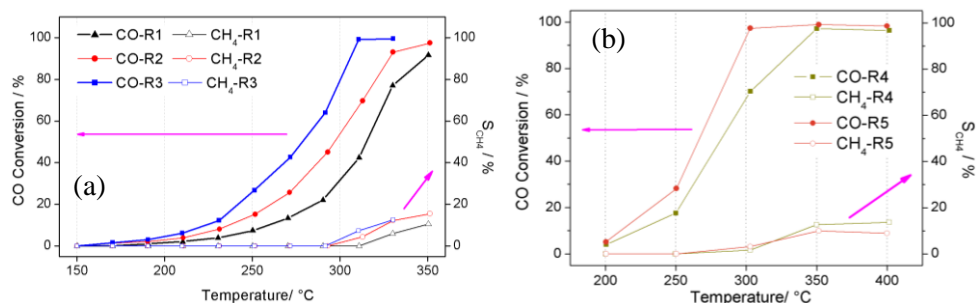 CO-R1 CH4-R1
CO-R2 CH4-R2
CO-R3 CH4-R3
100
80
60
40
20
0
CO Conversion / %
(a)
100
80
60
40
20
0
SCH4 / %
150 200 250 300 350
Temperature/ °C
(b)
CO-R4
CH4-R4
CO-R5
CH4-R5
100
80
60
40
20
0
CO Conversion / %
100
80
60
40
20
0
SCH4 / %
200 250 300 350 400
Temperature/ °C